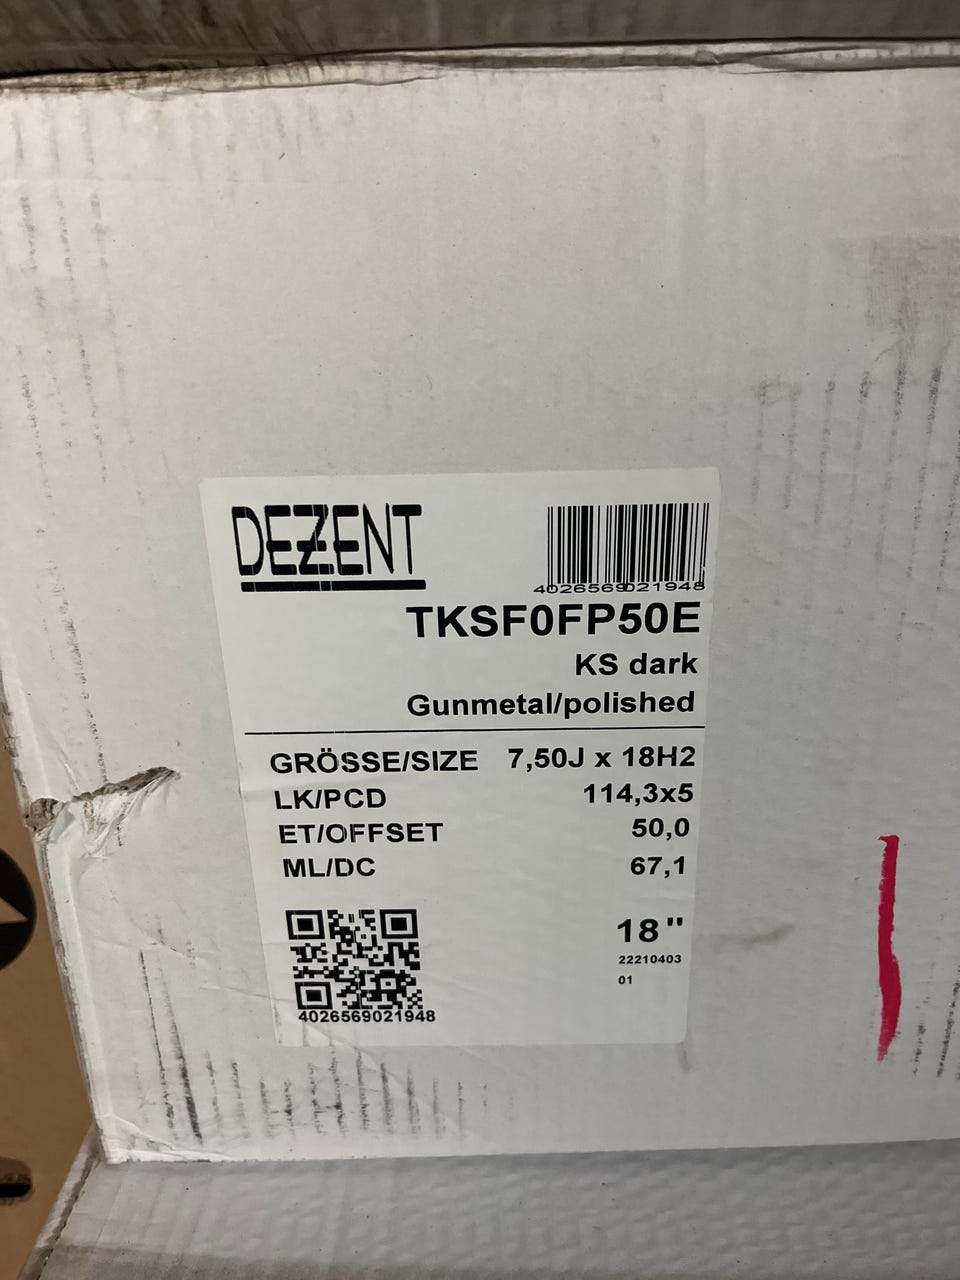 DEZENT
4026569021948
TKSF0FP50E
KS dark
Gunmetal/polished
GRÖSSE/SIZE 7,50J x 18H2
LK/PCD 114,3x5
ET/OFFSET 50,0
ML/DC 67,1
18"
22210403
01
4026569021948